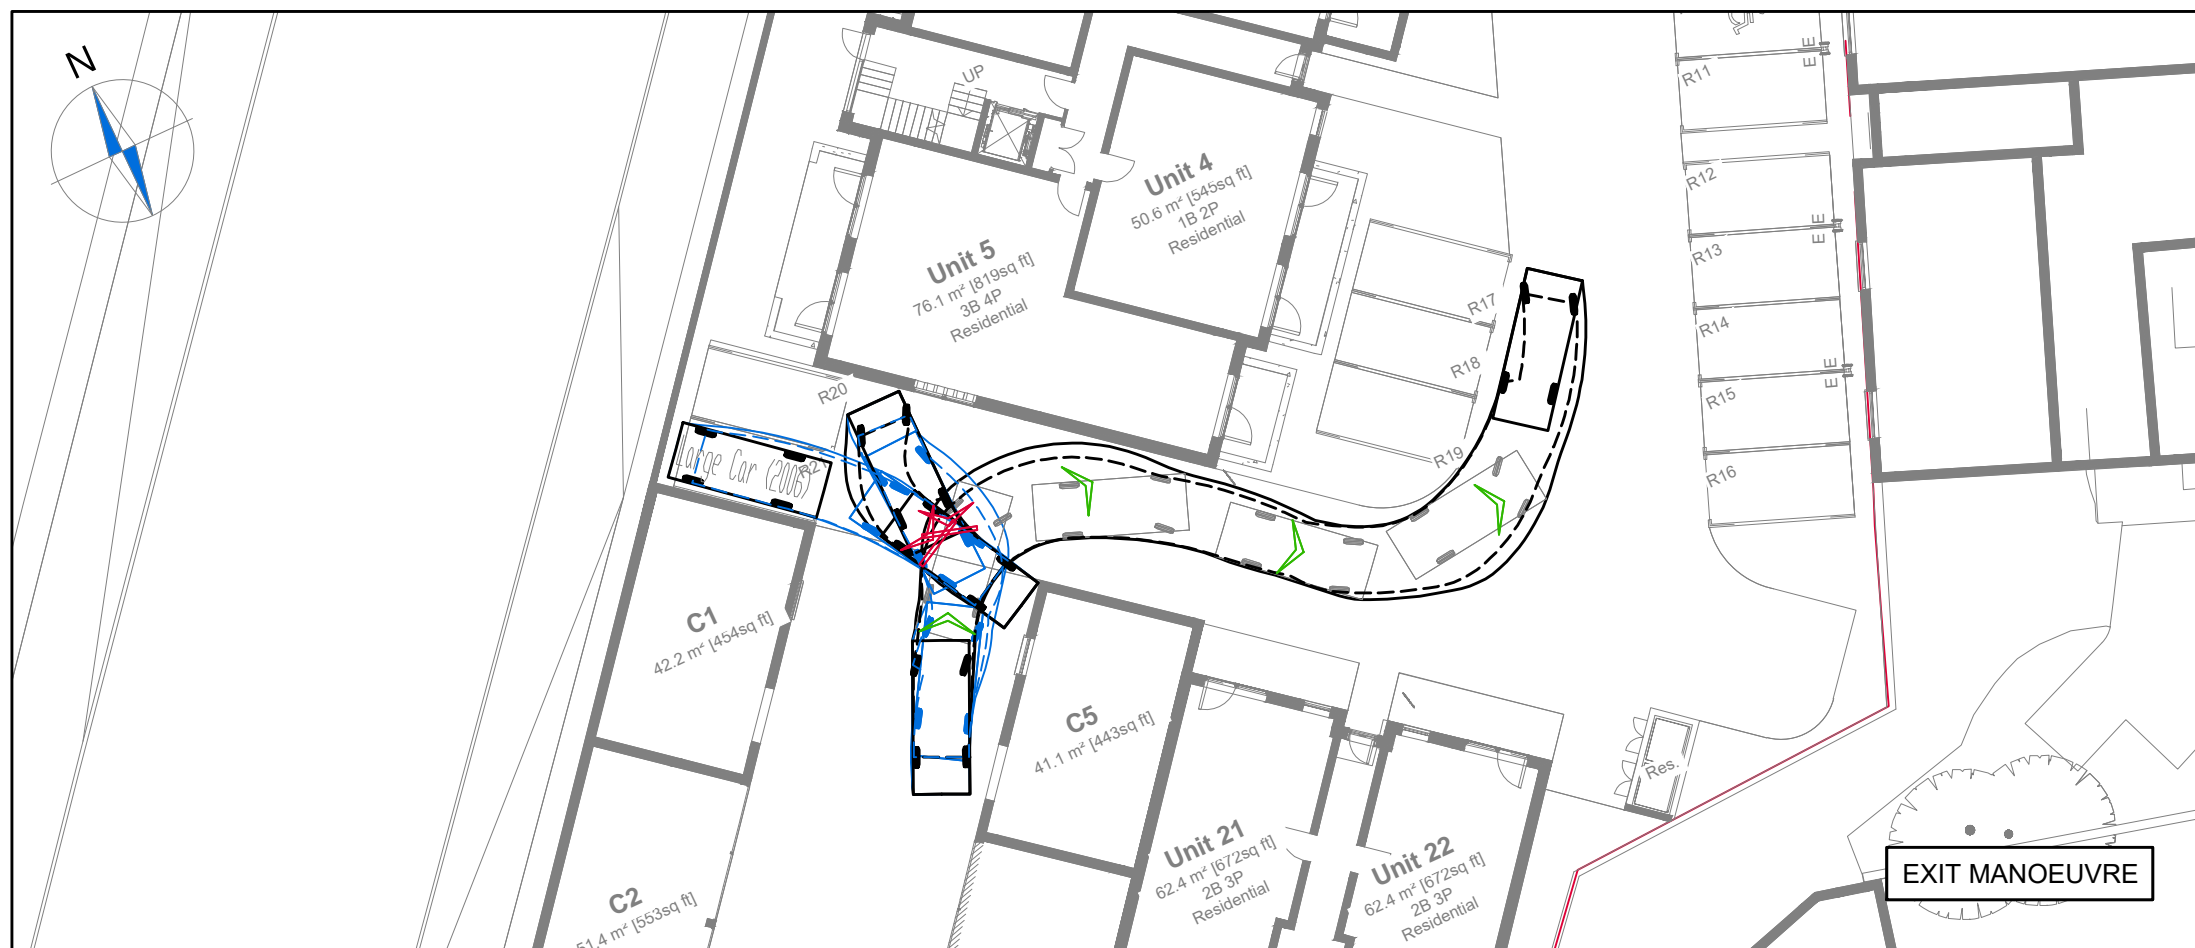 N
UP
Unit 4
50.6 m² [545sq ft]
1B 2P
Residential
Unit 5
76.1 m² [819sq ft]
3B 4P
Residential
R11
E E
R12
R13
E E
R14
R15
E E
R16
R17
R18
R19
R20
R21
Large Car (2006)
C1
42.2 m² [454sq ft]
C2
51.4 m² [553sq ft]
C5
41.1 m² [443sq ft]
Unit 21
62.4 m² [672sq ft]
2B 3P
Residential
Unit 22
62.4 m² [672sq ft]
2B 3P
Residential
Res.
EXIT MANOEUVRE